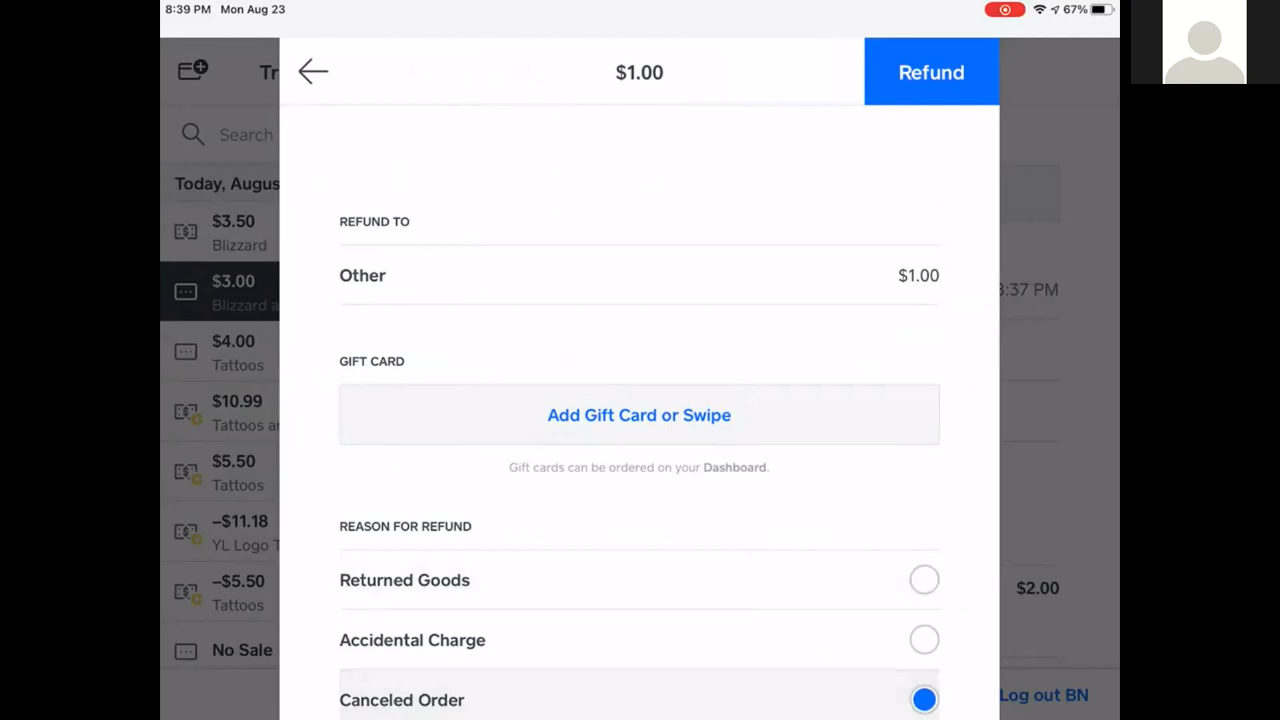 8:39 PM Mon Aug 23
67%
Tr
$1.00
Refund
Search
Today, Augus
$3.50
Blizzard
$3.00
Blizzard a
$4.00
Tattoos
$10.99
Tattoos a
$5.50
Tattoos
–$11.18
YL Logo T
–$5.50
Tattoos
No Sale
REFUND TO
Other
$1.00
GIFT CARD
Add Gift Card or Swipe
Gift cards can be ordered on your Dashboard.
REASON FOR REFUND
Returned Goods
Accidental Charge
Canceled Order
:37 PM
$2.00
Log out BN